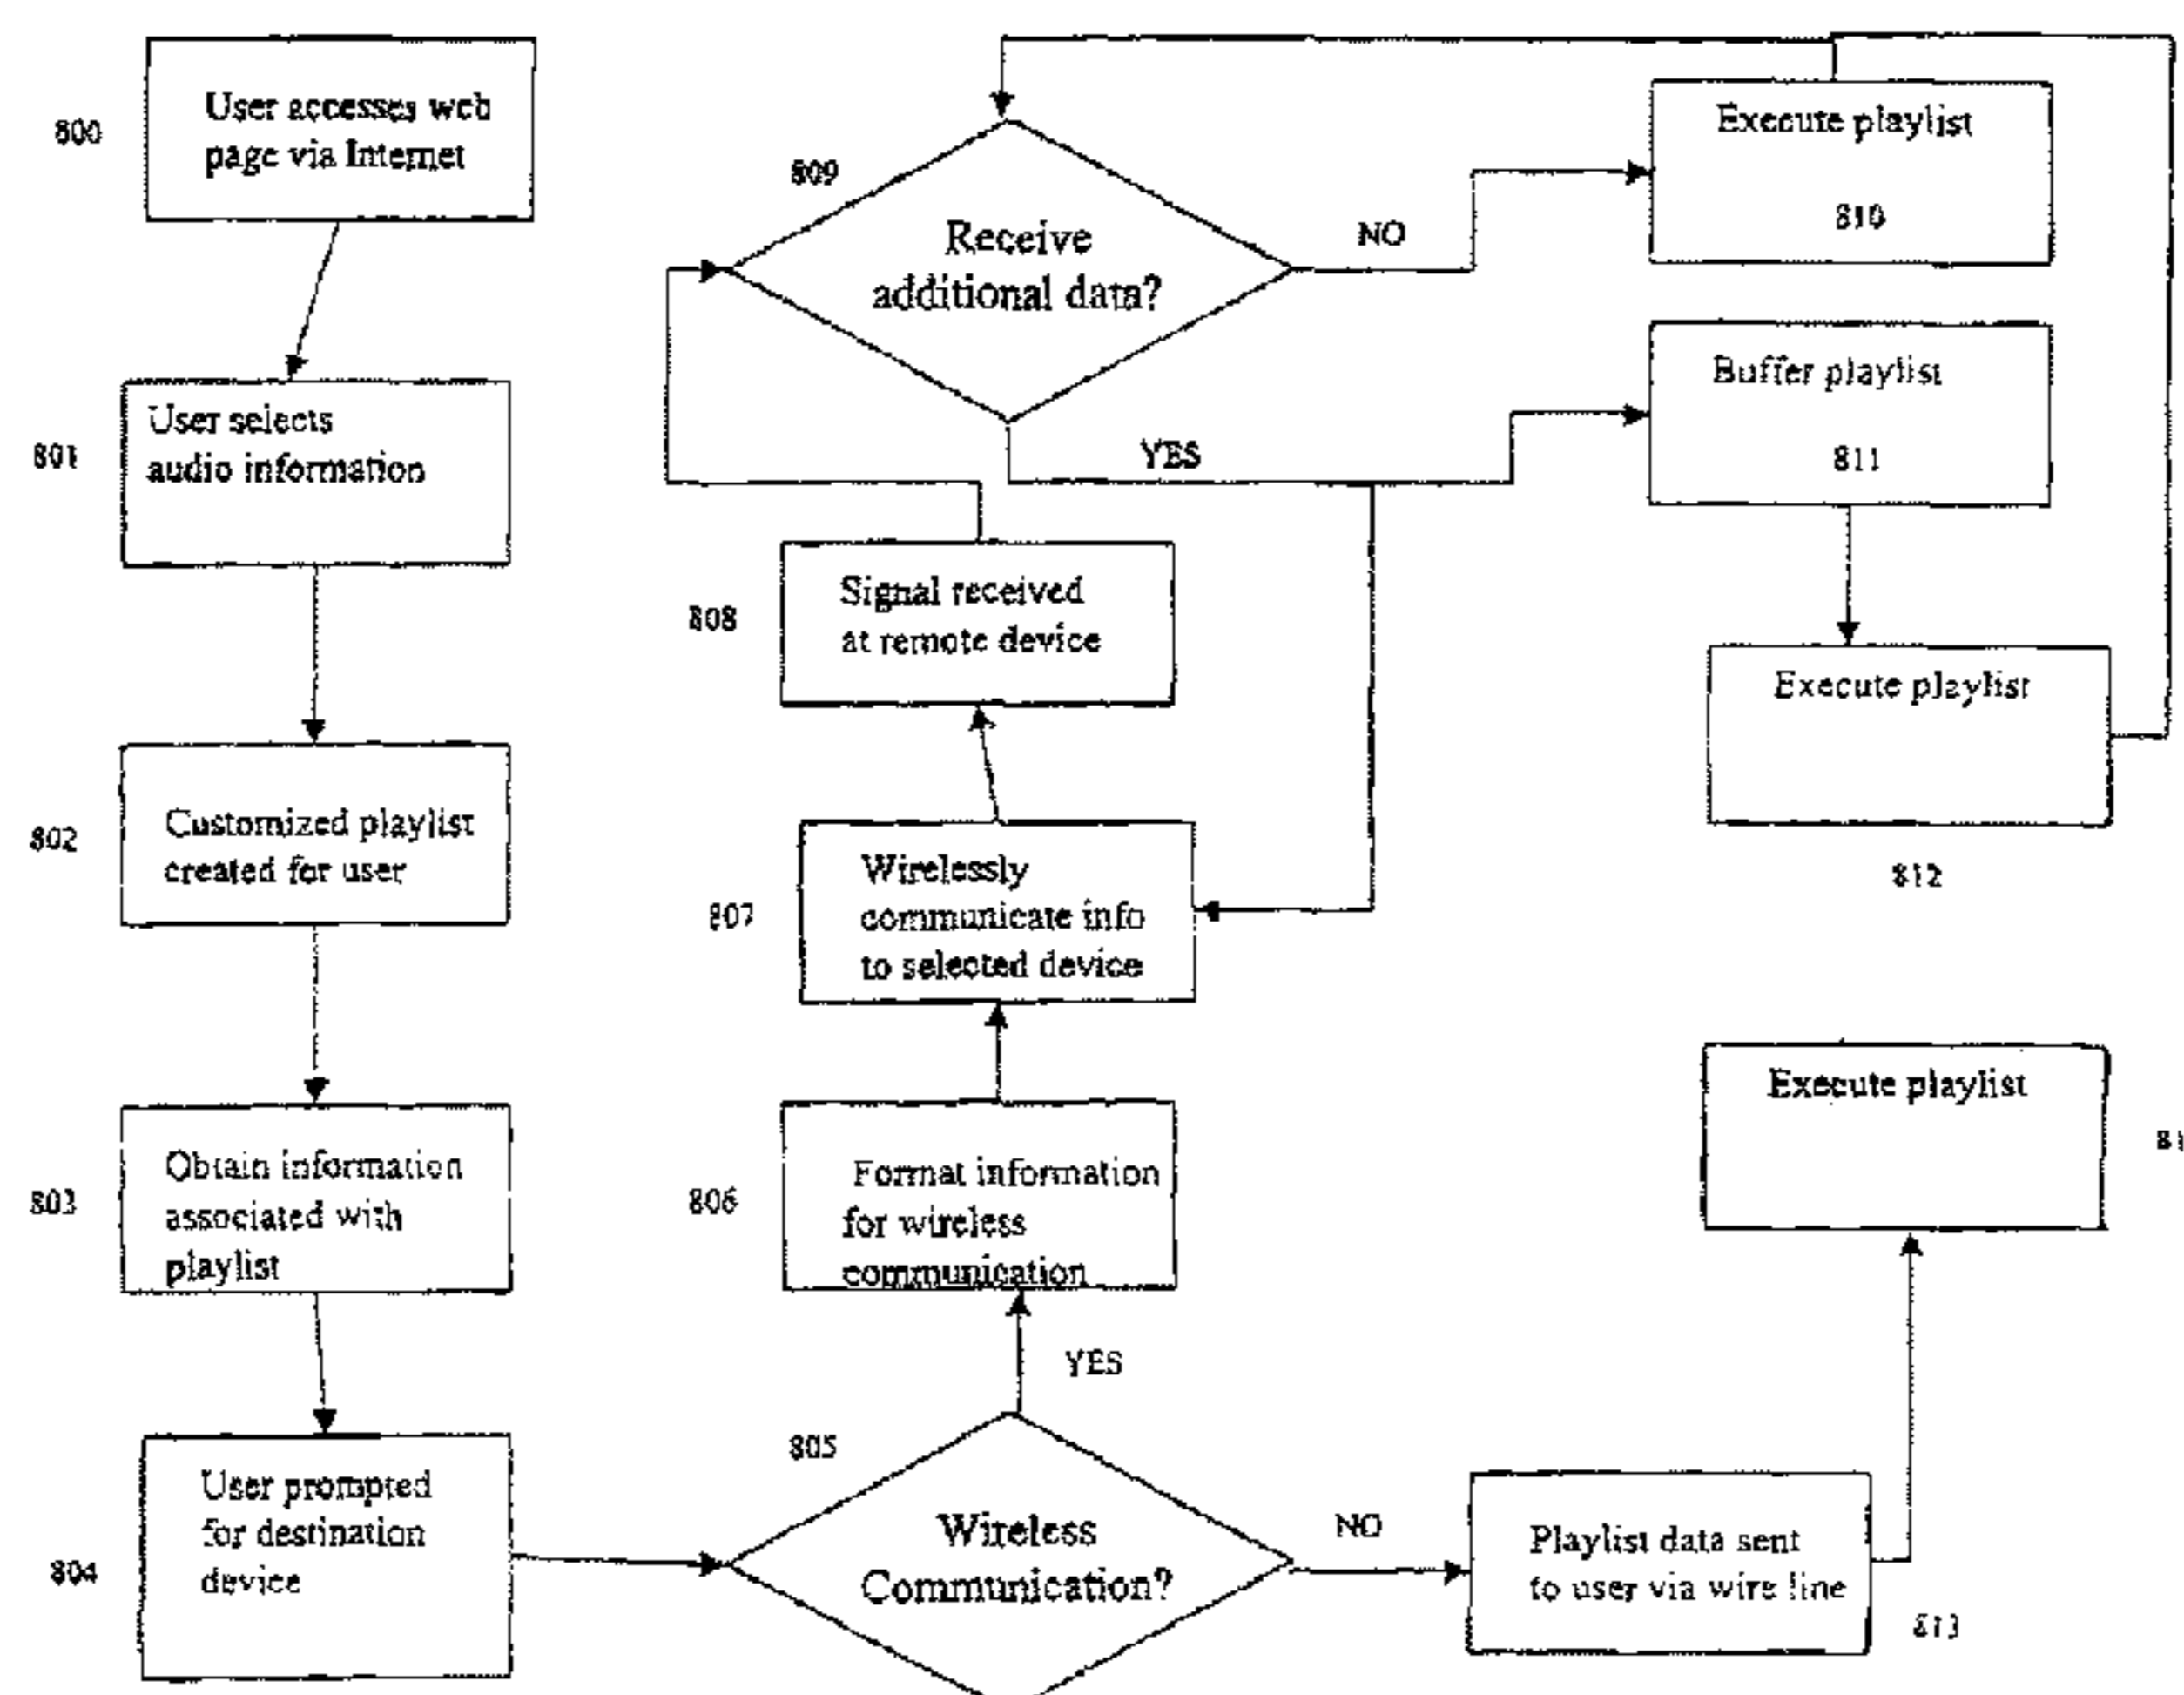 800
User accesses web
page via Internet
801
User selects
audio information
802
Customized playlist
created for user
803
Obtain information
associated with
playlist
804
User prompted
for destination
device
805
Wireless
Communication?
YES
NO
806
Format information
for wireless
communication
807
Wirelessly
communicate info
to selected device
808
Signal received
at remote device
809
Receive
additional data?
NO
YES
Execute playlist
810
Buffer playlist
811
Execute playlist
812
Playlist data sent
to user via wire line
813
Execute playlist